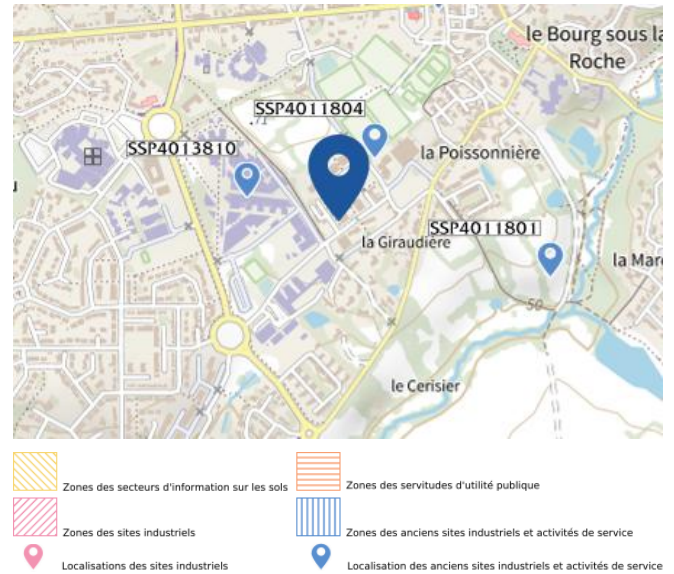 le Bourg sous la
Roche
SSP4011804
71
SSP4013810
la Poissonnière
la Giraudière
SSP4011801
la Mar
50
le Cerisier
Zones des secteurs d'information sur les sols
Zones des servitudes d'utilité publique
Zones des sites industriels
Zones des anciens sites industriels et activités de service
Localisations des sites industriels
Localisation des anciens sites industriels et activités de service